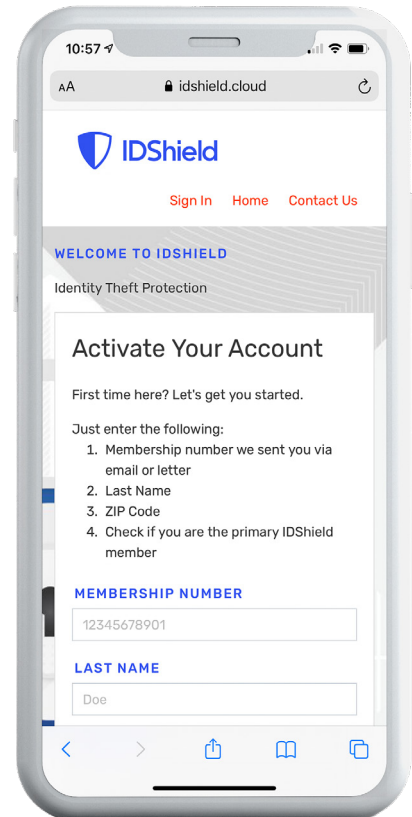 10:57
AA idshield.cloud
IDShield
Sign In Home Contact Us
WELCOME TO IDSHIELD
Identity Theft Protection
Activate Your Account
First time here? Let's get you started.
Just enter the following:
1. Membership number we sent you via
email or letter
2. Last Name
3. ZIP Code
4. Check if you are the primary IDShield
member
MEMBERSHIP NUMBER
12345678901
LAST NAME
Doe